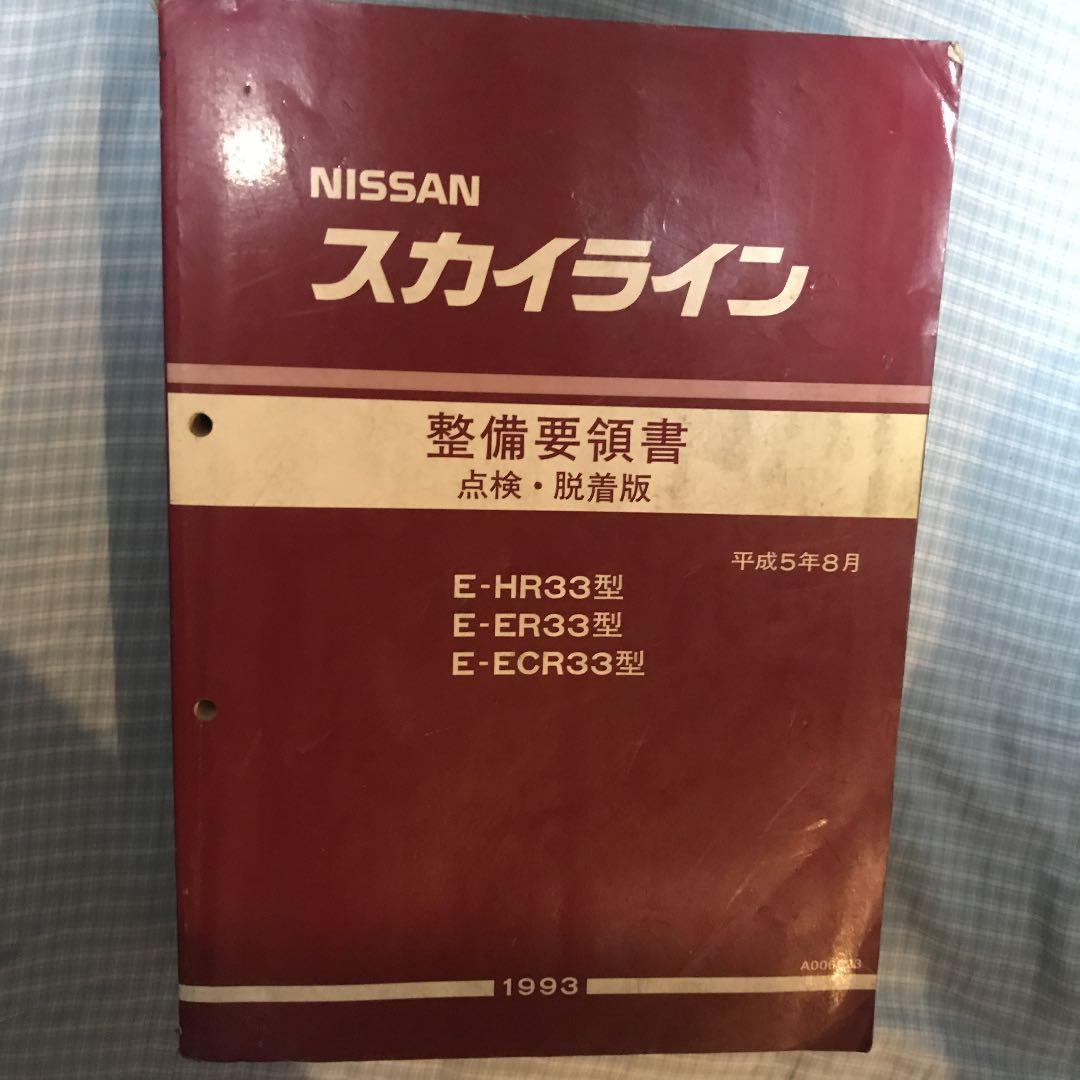 NISSAN
スカイライン
整備要領書
点検・脱着版
平成5年8月
E-HR33型
E-ER33型
E-ECR33型
1993